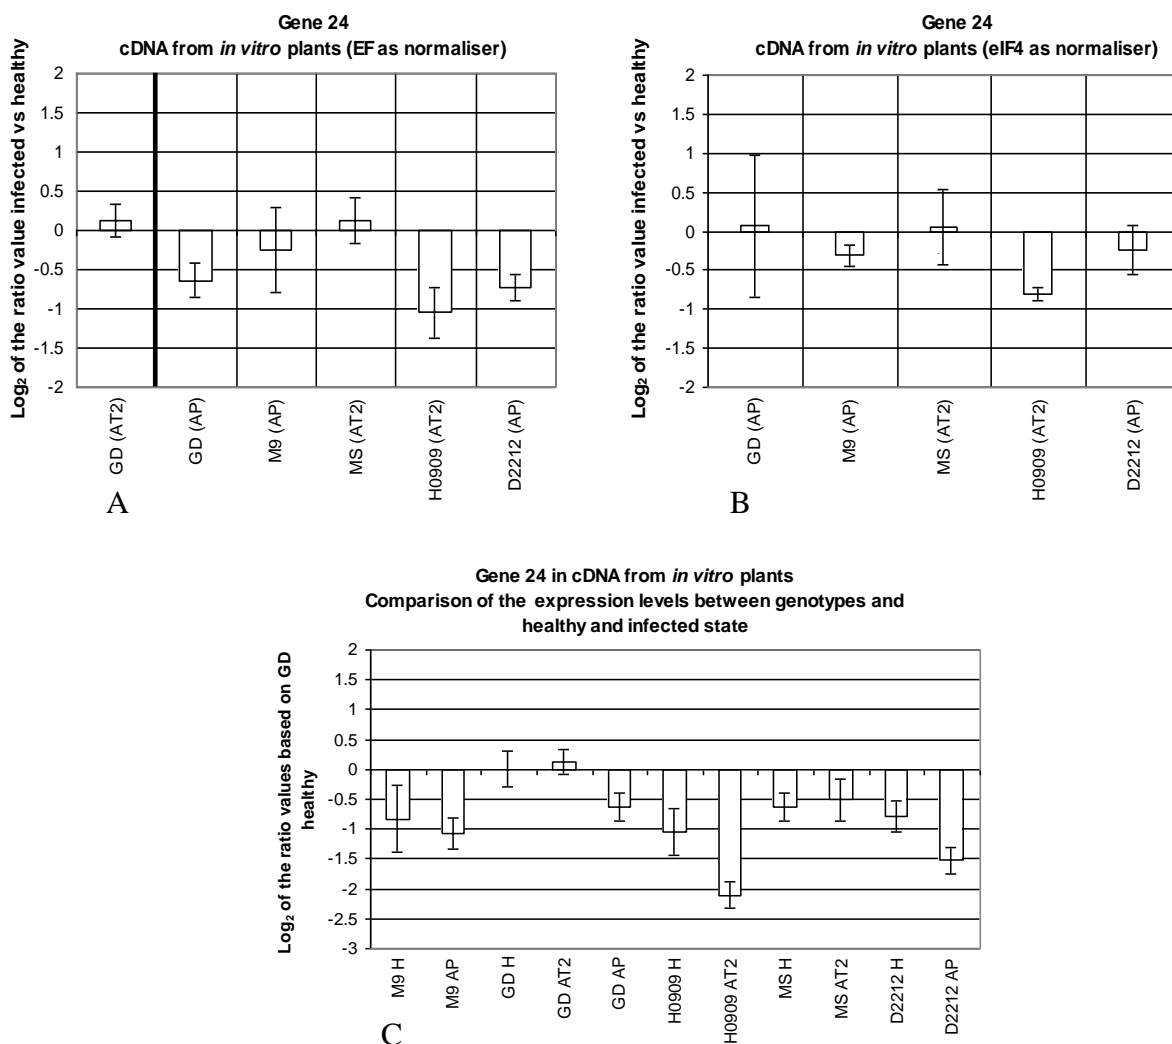 Gene 24
cDNA from in vitro plants (EF as normaliser)
Log₂ of the ratio value infected vs healthy
2
1.5
1
0.5
0
-0.5
-1
-1.5
-2
GD (AT2)
GD (AP)
M9 (AP)
MS (AT2)
H0909 (AT2)
D2212 (AP)
A
Gene 24
cDNA from in vitro plants (eIF4 as normaliser)
Log₂ of the ratio value infected vs healthy
2
1.5
1
0.5
0
-0.5
-1
-1.5
-2
GD (AP)
M9 (AP)
MS (AT2)
H0909 (AT2)
D2212 (AP)
B
Gene 24 in cDNA from in vitro plants
Comparison of the expression levels between genotypes and
healthy and infected state
Log₂ of the ratio values based on GD
healthy
2
1.5
1
0.5
0
-0.5
-1
-1.5
-2
-2.5
-3
M9 H
M9 AP
GD H
GD AT2
GD AP
H0909 H
H0909 AT2
MS H
MS AT2
D2212 H
D2212 AP
C